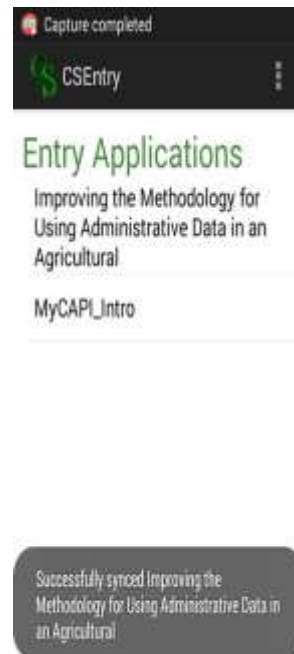 Capture completed
CSEntry
Entry Applications
Improving the Methodology for
Using Administrative Data in an
Agricultural
MyCAPI_Intro
Successfully synced Improving the
Methodology for Using Administrative Data in
an Agricultural